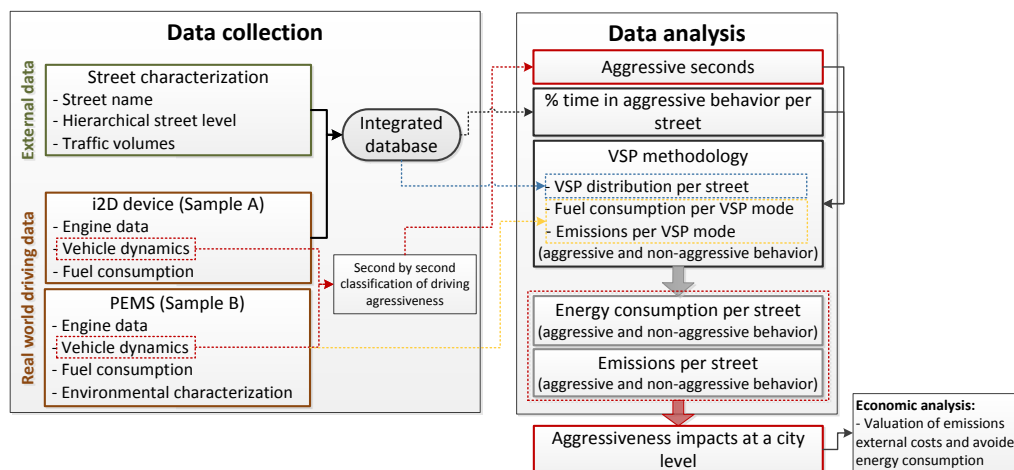 Data collection
External data
Street characterization
- Street name
- Hierarchical street level
- Traffic volumes
Integrated
database
Real world driving data
i2D device (Sample A)
- Engine data
- Vehicle dynamics
- Fuel consumption
PEMS (Sample B)
- Engine data
- Vehicle dynamics
- Fuel consumption
- Environmental characterization
Second by second
classification of driving
agressiveness
Data analysis
Aggressive seconds
% time in aggressive behavior per
street
VSP methodology
- VSP distribution per street
- Fuel consumption per VSP mode
- Emissions per VSP mode
(aggressive and non-aggressive behavior)
Energy consumption per street
(aggressive and non-aggressive behavior)
Emissions per street
(aggressive and non-aggressive behavior)
Aggressiveness impacts at a city
level
Economic analysis:
- Valuation of emissions
external costs and avoide
energy consumption